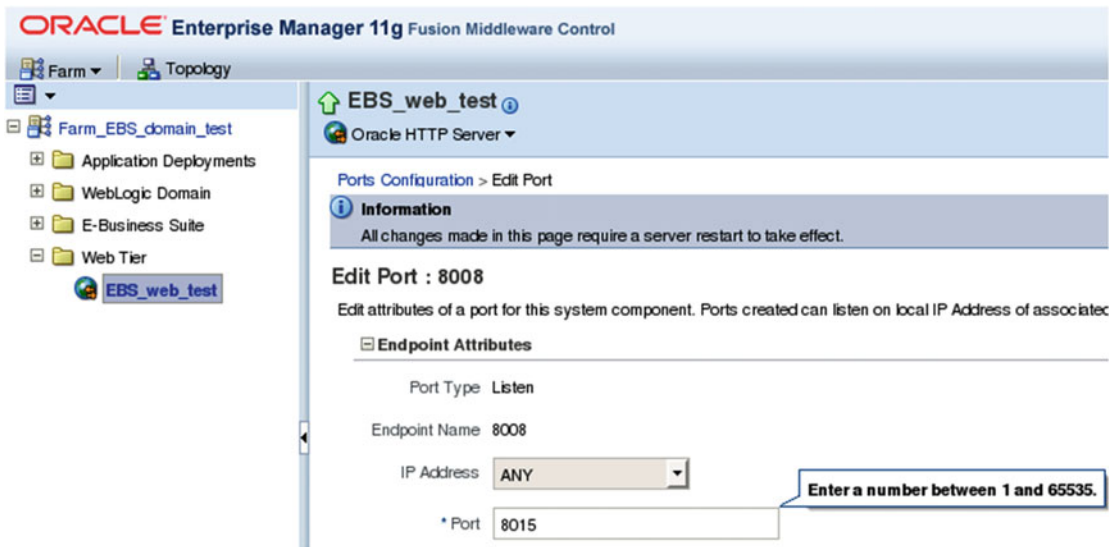 ORACLE Enterprise Manager 11g Fusion Middleware Control
Farm Topology
Farm_EBS_domain_test
Application Deployments
WebLogic Domain
E-Business Suite
Web Tier
EBS_web_test
EBS_web_test
Oracle HTTP Server
Ports Configuration > Edit Port
Information
All changes made in this page require a server restart to take effect.
Edit Port : 8008
Edit attributes of a port for this system component. Ports created can listen on local IP Address of associated
Endpoint Attributes
Port Type Listen
Endpoint Name 8008
IP Address ANY
Enter a number between 1 and 65535.
* Port 8015